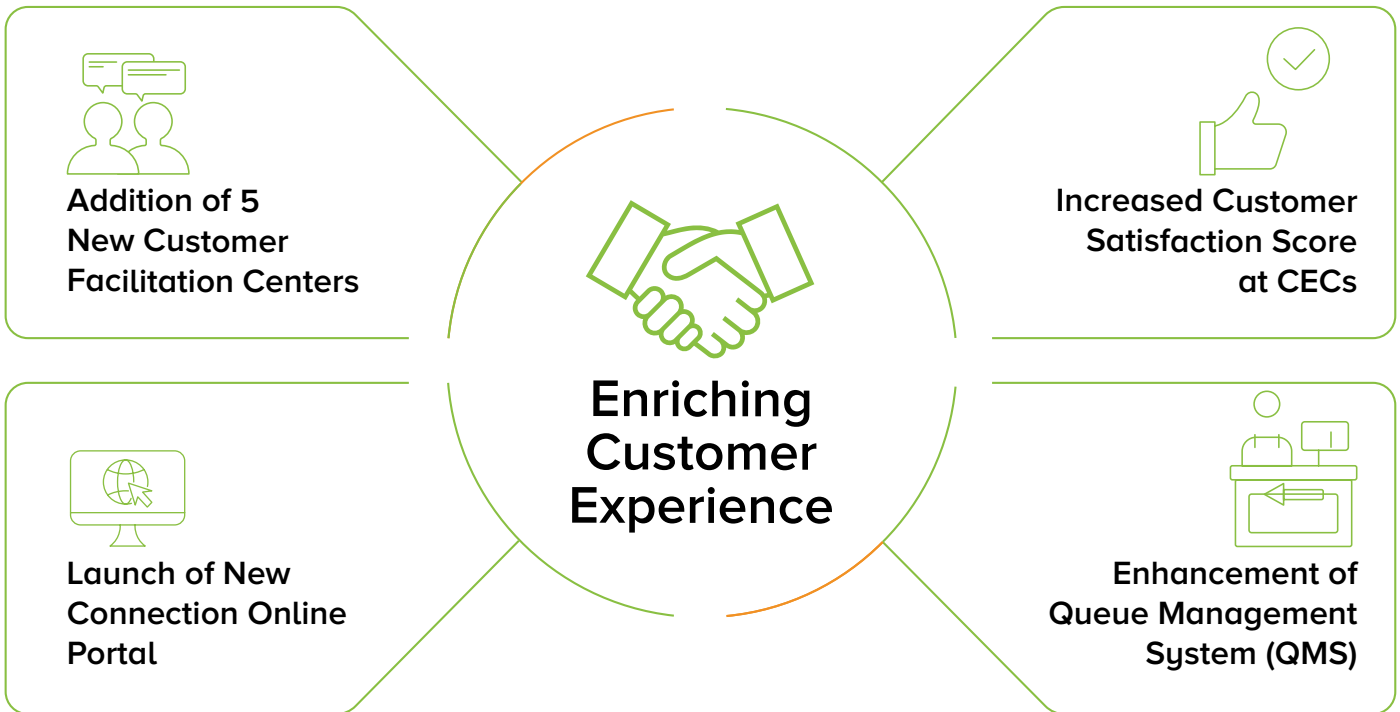 Addition of 5
New Customer
Facilitation Centers
Increased Customer
Satisfaction Score
at CECs
Enriching
Customer
Experience
Launch of New
Connection Online
Portal
Enhancement of
Queue Management
System (QMS)